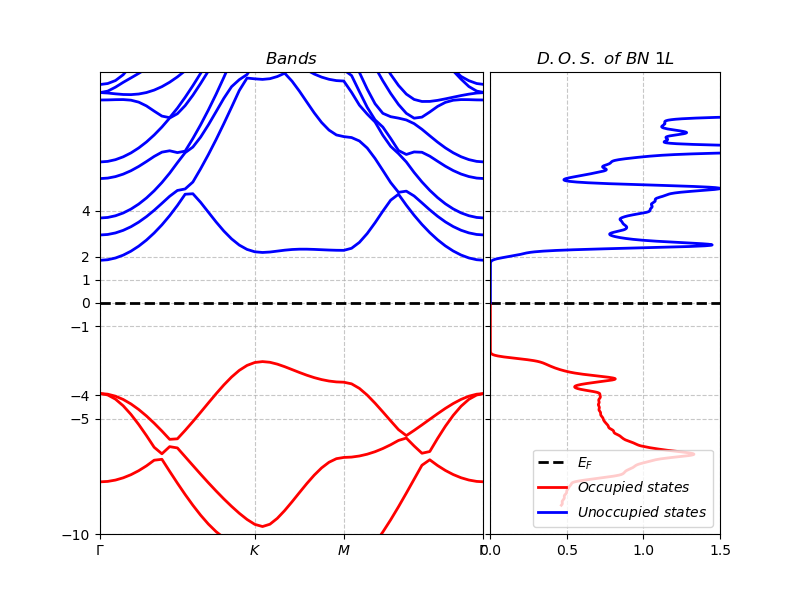 Bands
D.O.S. of BN 1L
4
2
1
0
−1
−4
−5
−10
Γ
K
M
Γ
0.0
0.5
1.0
1.5
E_F
Occupied states
Unoccupied states